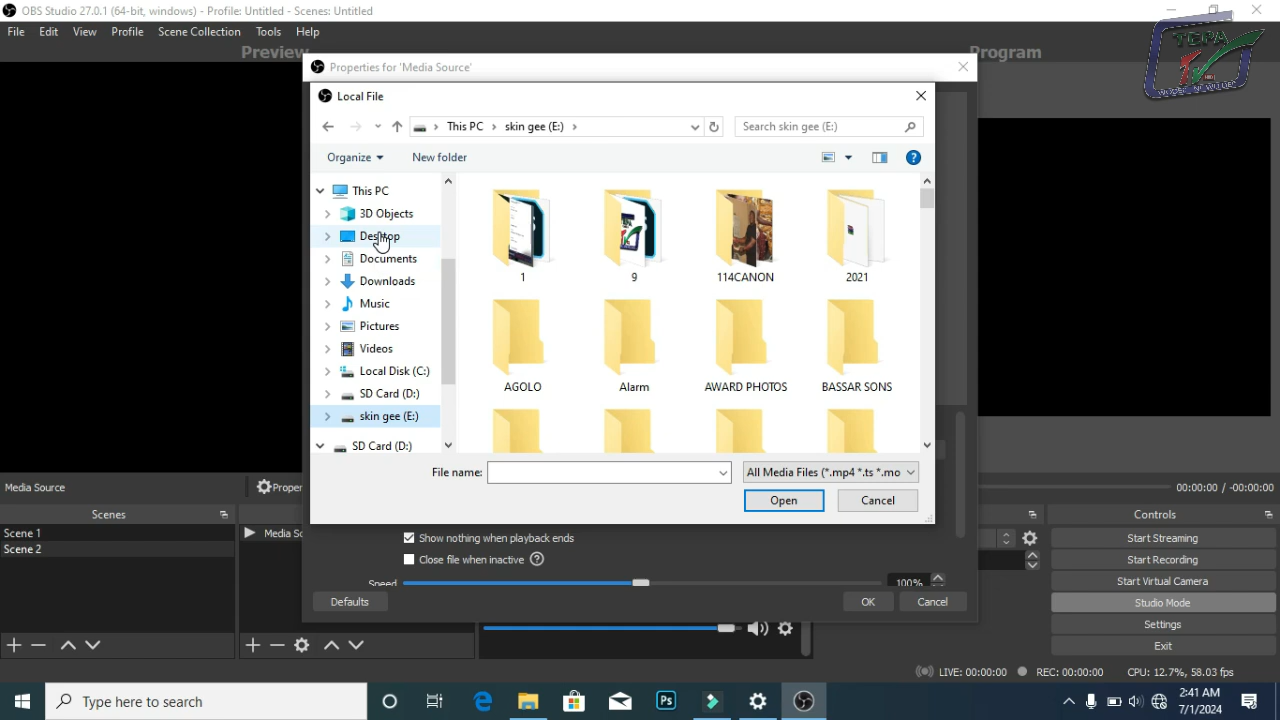 OBS Studio 27.0.1 (64-bit, windows) - Profile: Untitled - Scenes: Untitled
File Edit View Profile Scene Collection Tools Help
Preview
Program
TGPA
TV
Properties for 'Media Source'
Local File
This PC > skin gee (E:) >
Search skin gee (E:)
Organize
New folder
This PC
3D Objects
Desktop
Documents
Downloads
Music
Pictures
Videos
Local Disk (C:)
SD Card (D:)
skin gee (E:)
SD Card (D:)
1
9
114CANON
2021
AGOLO
Alarm
AWARD PHOTOS
BASSAR SONS
File name:
All Media Files (*.mp4 *.ts *.mo
Open
Cancel
Show nothing when playback ends
Close file when inactive
Speed
100%
Defaults
OK
Cancel
Media Source
Proper
00:00:00 / -00:00:00
Scenes
Scene 1
Scene 2
Media So
Controls
Start Streaming
Start Recording
Start Virtual Camera
Studio Mode
Settings
Exit
LIVE: 00:00:00
REC: 00:00:00
CPU: 12.7%, 58.03 fps
Type here to search
Ps
2:41 AM
7/1/2024